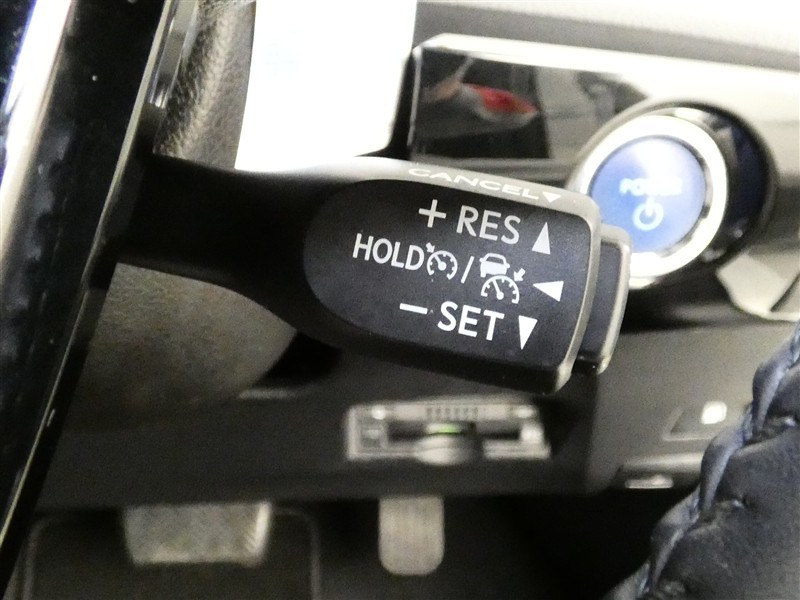 CANCEL▼
+ RES ▲
HOLD / ◀
− SET ▼
POWER